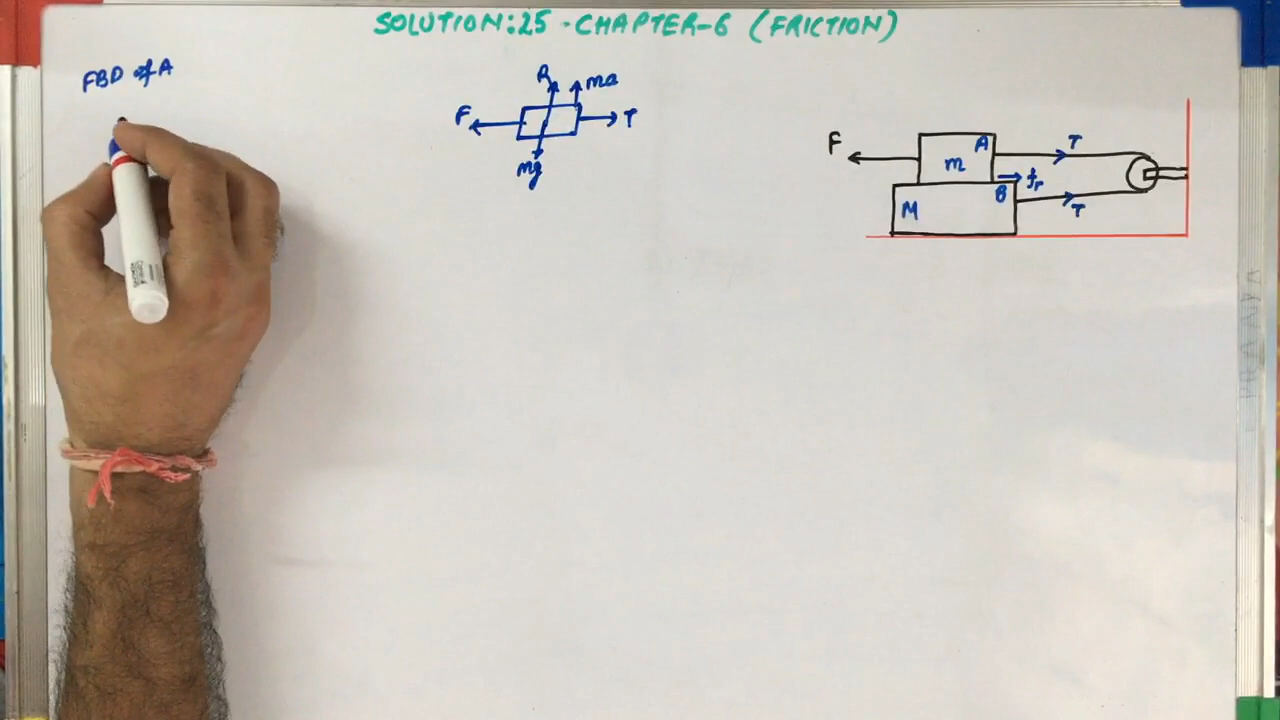 SOLUTION:25 - CHAPTER-6 (FRICTION)
FBD of A
R
ma
F
T
mg
F
A
T
m
fr
B
M
T